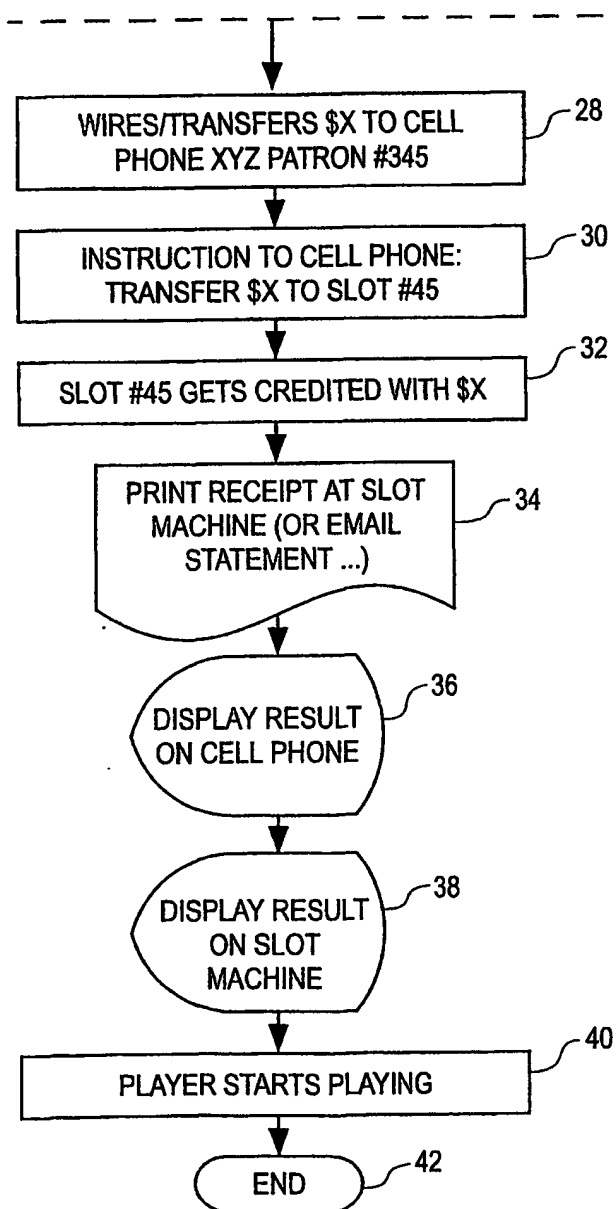 WIRES/TRANSFERS $X TO CELL
PHONE XYZ PATRON #345
28
INSTRUCTION TO CELL PHONE:
TRANSFER $X TO SLOT #45
30
SLOT #45 GETS CREDITED WITH $X
32
PRINT RECEIPT AT SLOT
MACHINE (OR EMAIL
STATEMENT ...)
34
DISPLAY RESULT
ON CELL PHONE
36
DISPLAY RESULT
ON SLOT
MACHINE
38
PLAYER STARTS PLAYING
40
END
42